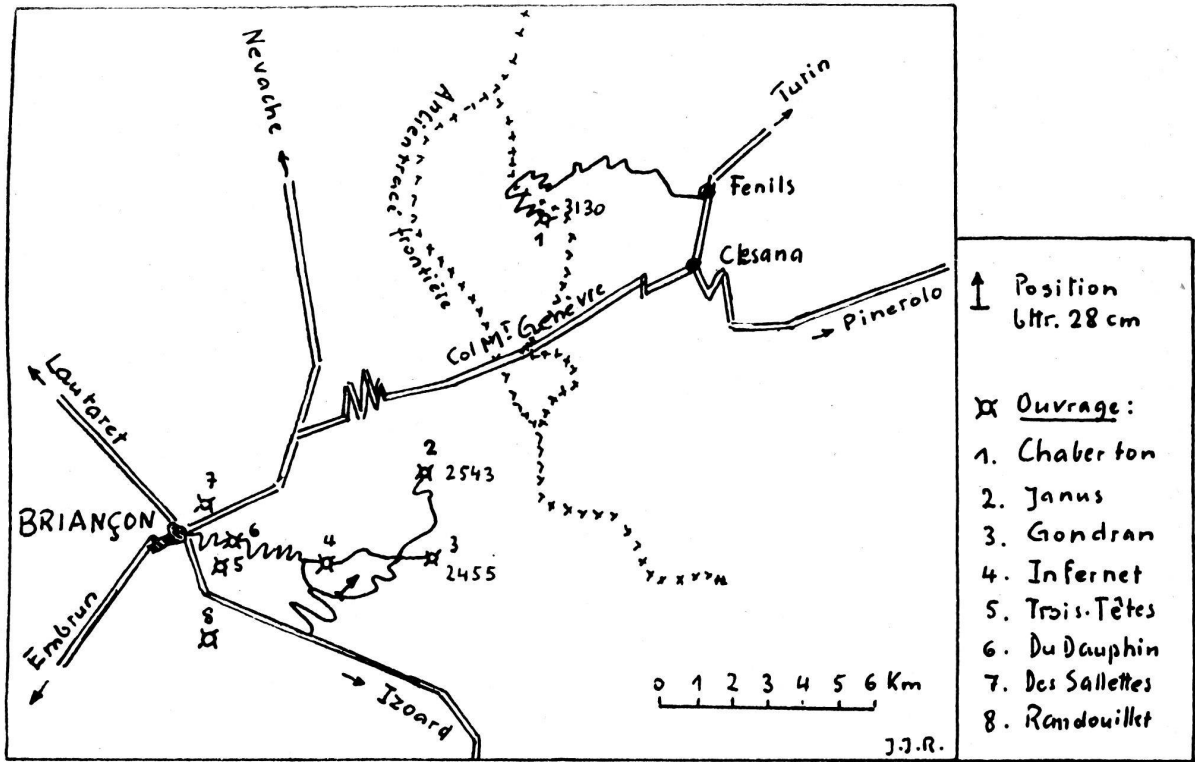 Nevache
Ancien tracé frontière
Turin
Fenils
3130
1
Clesana
Pinerolo
Col Mt Genèvre
Lautaret
2
2543
7
BRIANÇON
6
5
4
3
2455
8
Embrun
Izoard
0 1 2 3 4 5 6 Km
J.J.R.
Position
bttr. 28 cm
Ouvrage:
1. Chaberton
2. Janus
3. Gondran
4. Infernet
5. Trois-Têtes
6. Du Dauphin
7. Des Sallettes
8. Randouillet